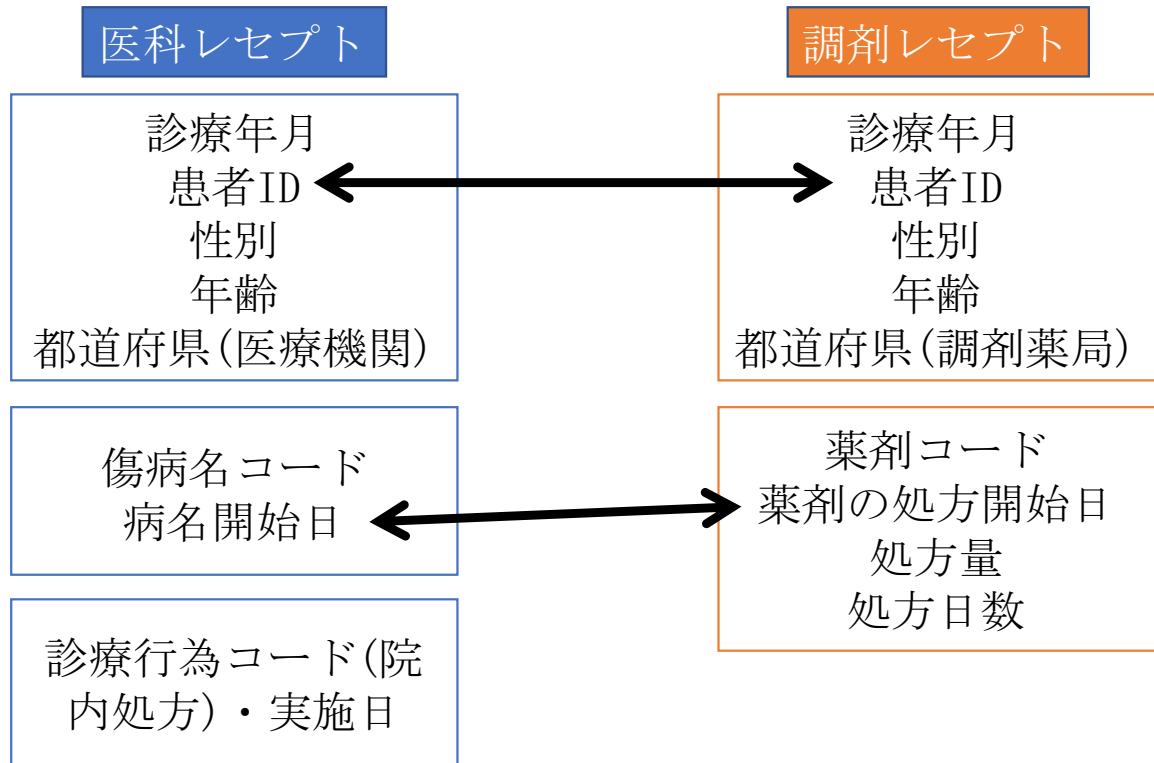 医科レセプト
診療年月
患者ID
性別
年齢
都道府県(医療機関)
傷病名コード
病名開始日
診療行為コード(院
内処方)・実施日
調剤レセプト
診療年月
患者ID
性別
年齢
都道府県(調剤薬局)
薬剤コード
薬剤の処方開始日
処方量
処方日数